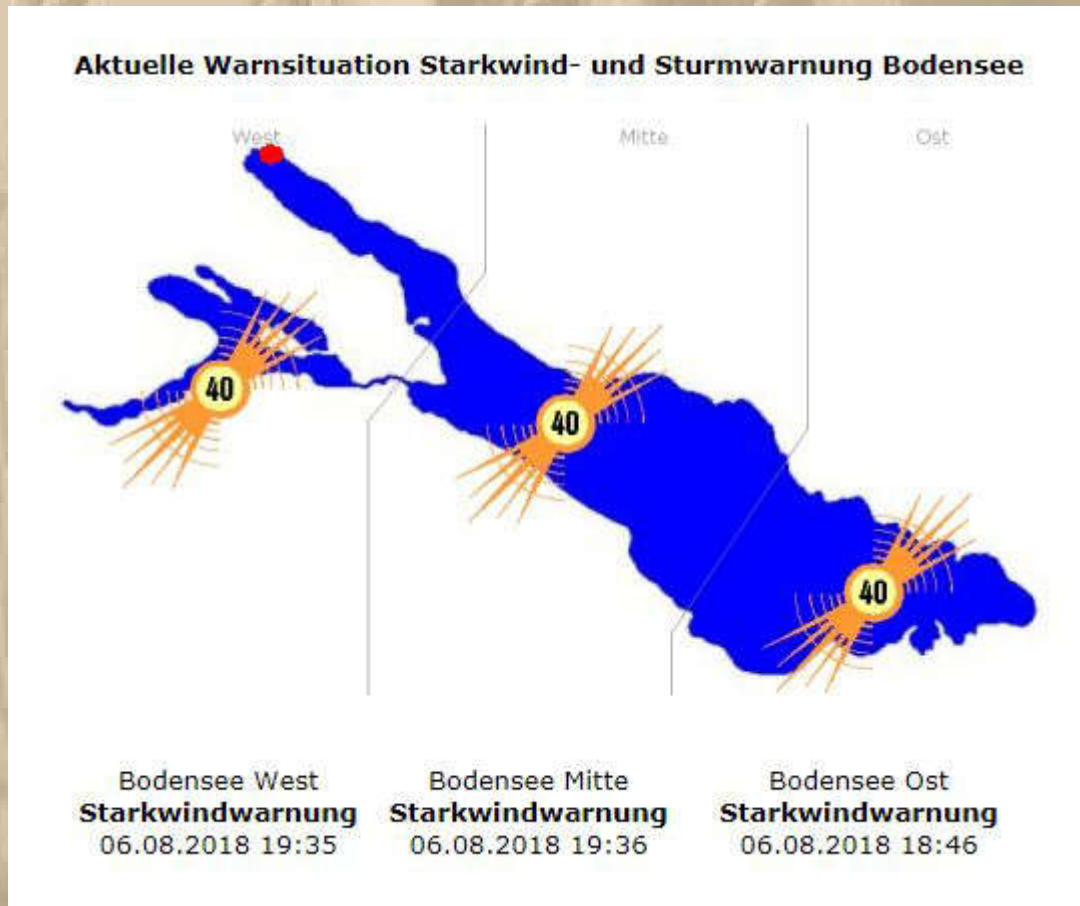 Aktuelle Warnsituation Starkwind- und Sturmwarnung Bodensee
West Mitte Ost
40
40
40
Bodensee West
Starkwindwarnung
06.08.2018 19:35
Bodensee Mitte
Starkwindwarnung
06.08.2018 19:36
Bodensee Ost
Starkwindwarnung
06.08.2018 18:46